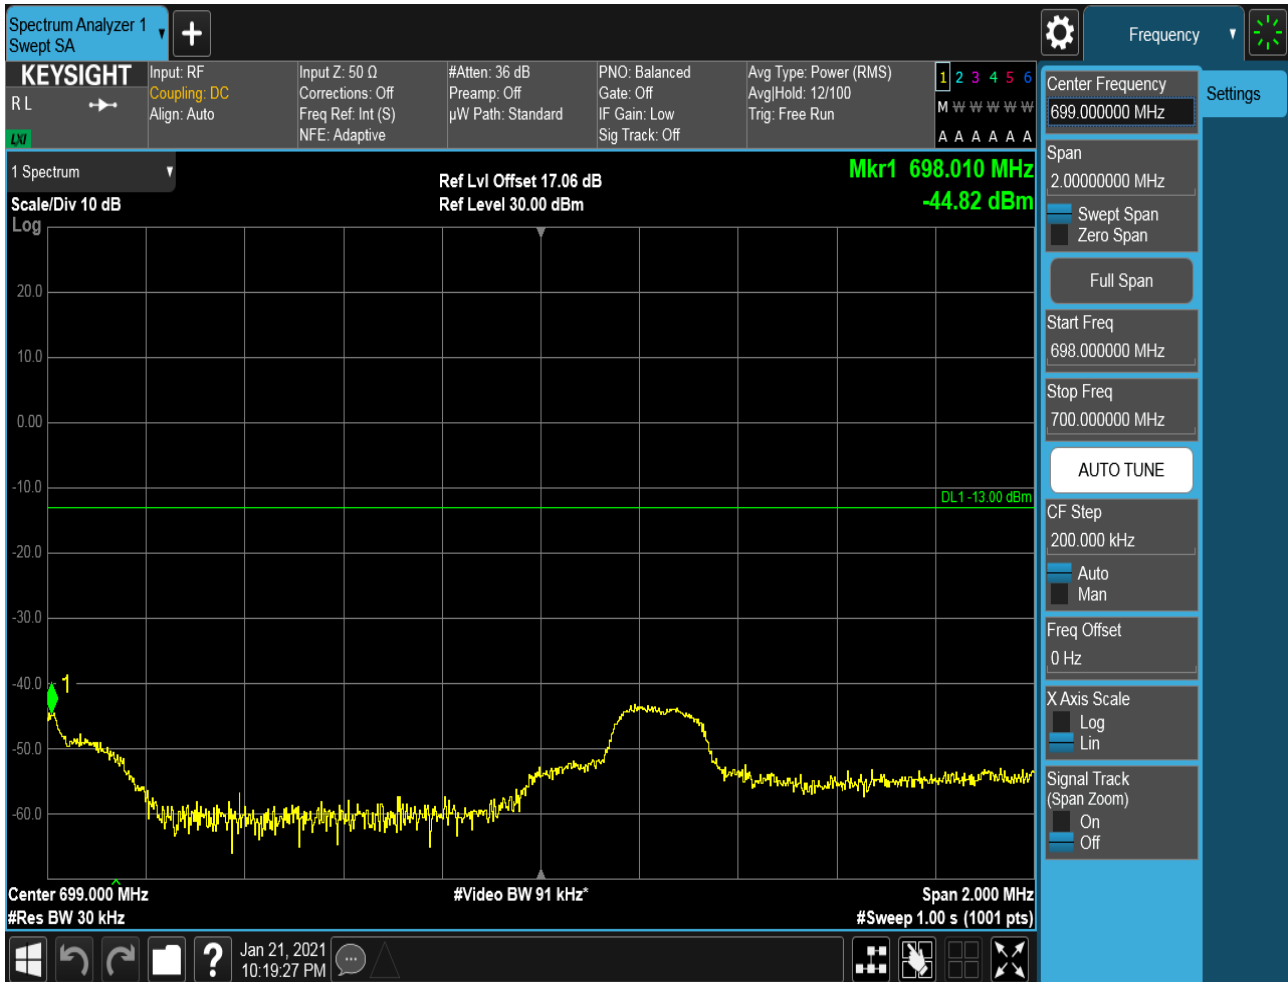 Spectrum Analyzer 1
Swept SA
Frequency
KEYSIGHT
R L
LXI
Input: RF
Coupling: DC
Align: Auto
Input Z: 50 Ω
Corrections: Off
Freq Ref: Int (S)
NFE: Adaptive
#Atten: 36 dB
Preamp: Off
µW Path: Standard
PNO: Balanced
Gate: Off
IF Gain: Low
Sig Track: Off
Avg Type: Power (RMS)
Avg|Hold: 12/100
Trig: Free Run
1 2 3 4 5 6
M W W W W W
A A A A A A
1 Spectrum
Scale/Div 10 dB
Log
Ref Lvl Offset 17.06 dB
Ref Level 30.00 dBm
Mkr1 698.010 MHz
-44.82 dBm
20.0
10.0
0.00
-10.0
DL1 -13.00 dBm
-20.0
-30.0
-40.0
1
-50.0
-60.0
Center 699.000 MHz
#Res BW 30 kHz
#Video BW 91 kHz*
Span 2.000 MHz
#Sweep 1.00 s (1001 pts)
Jan 21, 2021
10:19:27 PM
Center Frequency
699.000000 MHz
Settings
Span
2.00000000 MHz
Swept Span
Zero Span
Full Span
Start Freq
698.000000 MHz
Stop Freq
700.000000 MHz
AUTO TUNE
CF Step
200.000 kHz
Auto
Man
Freq Offset
0 Hz
X Axis Scale
Log
Lin
Signal Track
(Span Zoom)
On
Off